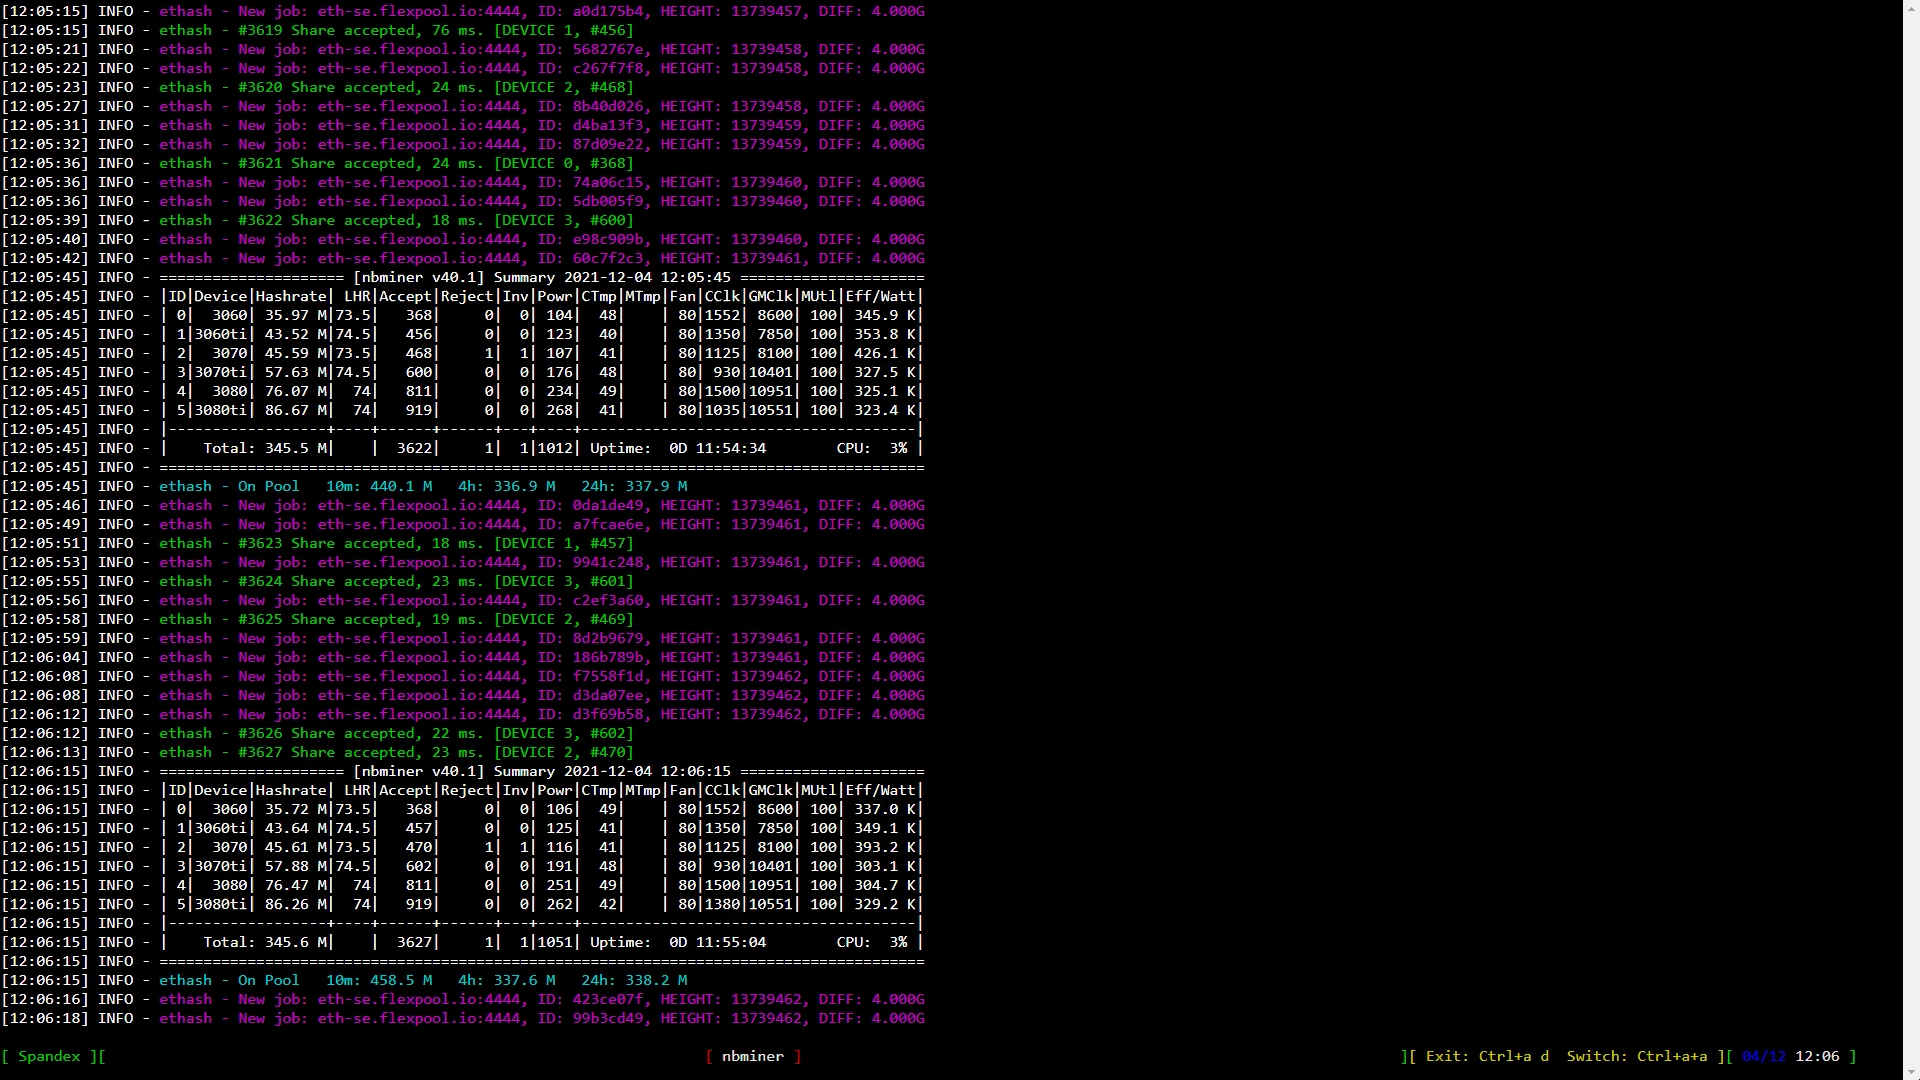 [12:05:15] INFO - ethash - New job: eth-se.flexpool.io:4444, ID: a0d175b4, HEIGHT: 13739457, DIFF: 4.000G
[12:05:15] INFO - ethash - #3619 Share accepted, 76 ms. [DEVICE 1, #456]
[12:05:21] INFO - ethash - New job: eth-se.flexpool.io:4444, ID: 5682767e, HEIGHT: 13739458, DIFF: 4.000G
[12:05:22] INFO - ethash - New job: eth-se.flexpool.io:4444, ID: c267f7f8, HEIGHT: 13739458, DIFF: 4.000G
[12:05:23] INFO - ethash - #3620 Share accepted, 24 ms. [DEVICE 2, #468]
[12:05:27] INFO - ethash - New job: eth-se.flexpool.io:4444, ID: 8b40d026, HEIGHT: 13739458, DIFF: 4.000G
[12:05:31] INFO - ethash - New job: eth-se.flexpool.io:4444, ID: d4ba13f3, HEIGHT: 13739459, DIFF: 4.000G
[12:05:32] INFO - ethash - New job: eth-se.flexpool.io:4444, ID: 87d09e22, HEIGHT: 13739459, DIFF: 4.000G
[12:05:36] INFO - ethash - #3621 Share accepted, 24 ms. [DEVICE 0, #368]
[12:05:36] INFO - ethash - New job: eth-se.flexpool.io:4444, ID: 74a06c15, HEIGHT: 13739460, DIFF: 4.000G
[12:05:36] INFO - ethash - New job: eth-se.flexpool.io:4444, ID: 5db005f9, HEIGHT: 13739460, DIFF: 4.000G
[12:05:39] INFO - ethash - #3622 Share accepted, 18 ms. [DEVICE 3, #600]
[12:05:40] INFO - ethash - New job: eth-se.flexpool.io:4444, ID: e98c909b, HEIGHT: 13739460, DIFF: 4.000G
[12:05:42] INFO - ethash - New job: eth-se.flexpool.io:4444, ID: 60c7f2c3, HEIGHT: 13739461, DIFF: 4.000G
[12:05:45] INFO - ===================== [nbminer v40.1] Summary 2021-12-04 12:05:45 =====================
[12:05:45] INFO - |ID|Device|Hashrate| LHR|Accept|Reject|Inv|Powr|CTmp|MTmp|Fan|CClk|GMClk|MUtl|Eff/Watt|
[12:05:45] INFO - | 0|  3060| 35.97 M|73.5|   368|     0|  0| 104|  48|    | 80|1552| 8600| 100| 345.9 K|
[12:05:45] INFO - | 1|3060ti| 43.52 M|74.5|   456|     0|  0| 123|  40|    | 80|1350| 7850| 100| 353.8 K|
[12:05:45] INFO - | 2|  3070| 45.59 M|73.5|   468|     1|  1| 107|  41|    | 80|1125| 8100| 100| 426.1 K|
[12:05:45] INFO - | 3|3070ti| 57.63 M|74.5|   600|     0|  0| 176|  48|    | 80| 930|10401| 100| 327.5 K|
[12:05:45] INFO - | 4|  3080| 76.07 M|  74|   811|     0|  0| 234|  49|    | 80|1500|10951| 100| 325.1 K|
[12:05:45] INFO - | 5|3080ti| 86.67 M|  74|   919|     0|  0| 268|  41|    | 80|1035|10551| 100| 323.4 K|
[12:05:45] INFO - |------------------+----+------+------+---+----+--------------------------------------|
[12:05:45] INFO - |    Total: 345.5 M|    |  3622|     1|  1|1012| Uptime:  0D 11:54:34        CPU:  3% |
[12:05:45] INFO - =======================================================================================
[12:05:45] INFO - ethash - On Pool   10m: 440.1 M   4h: 336.9 M   24h: 337.9 M
[12:05:46] INFO - ethash - New job: eth-se.flexpool.io:4444, ID: 0da1de49, HEIGHT: 13739461, DIFF: 4.000G
[12:05:49] INFO - ethash - New job: eth-se.flexpool.io:4444, ID: a7fcae6e, HEIGHT: 13739461, DIFF: 4.000G
[12:05:51] INFO - ethash - #3623 Share accepted, 18 ms. [DEVICE 1, #457]
[12:05:53] INFO - ethash - New job: eth-se.flexpool.io:4444, ID: 9941c248, HEIGHT: 13739461, DIFF: 4.000G
[12:05:55] INFO - ethash - #3624 Share accepted, 23 ms. [DEVICE 3, #601]
[12:05:56] INFO - ethash - New job: eth-se.flexpool.io:4444, ID: c2ef3a60, HEIGHT: 13739461, DIFF: 4.000G
[12:05:58] INFO - ethash - #3625 Share accepted, 19 ms. [DEVICE 2, #469]
[12:05:59] INFO - ethash - New job: eth-se.flexpool.io:4444, ID: 8d2b9679, HEIGHT: 13739461, DIFF: 4.000G
[12:06:04] INFO - ethash - New job: eth-se.flexpool.io:4444, ID: 186b789b, HEIGHT: 13739461, DIFF: 4.000G
[12:06:08] INFO - ethash - New job: eth-se.flexpool.io:4444, ID: f7558f1d, HEIGHT: 13739462, DIFF: 4.000G
[12:06:08] INFO - ethash - New job: eth-se.flexpool.io:4444, ID: d3da07ee, HEIGHT: 13739462, DIFF: 4.000G
[12:06:12] INFO - ethash - New job: eth-se.flexpool.io:4444, ID: d3f69b58, HEIGHT: 13739462, DIFF: 4.000G
[12:06:12] INFO - ethash - #3626 Share accepted, 22 ms. [DEVICE 3, #602]
[12:06:13] INFO - ethash - #3627 Share accepted, 23 ms. [DEVICE 2, #470]
[12:06:15] INFO - ===================== [nbminer v40.1] Summary 2021-12-04 12:06:15 =====================
[12:06:15] INFO - |ID|Device|Hashrate| LHR|Accept|Reject|Inv|Powr|CTmp|MTmp|Fan|CClk|GMClk|MUtl|Eff/Watt|
[12:06:15] INFO - | 0|  3060| 35.72 M|73.5|   368|     0|  0| 106|  49|    | 80|1552| 8600| 100| 337.0 K|
[12:06:15] INFO - | 1|3060ti| 43.64 M|74.5|   457|     0|  0| 125|  41|    | 80|1350| 7850| 100| 349.1 K|
[12:06:15] INFO - | 2|  3070| 45.61 M|73.5|   470|     1|  1| 116|  41|    | 80|1125| 8100| 100| 393.2 K|
[12:06:15] INFO - | 3|3070ti| 57.88 M|74.5|   602|     0|  0| 191|  48|    | 80| 930|10401| 100| 303.1 K|
[12:06:15] INFO - | 4|  3080| 76.47 M|  74|   811|     0|  0| 251|  49|    | 80|1500|10951| 100| 304.7 K|
[12:06:15] INFO - | 5|3080ti| 86.26 M|  74|   919|     0|  0| 262|  42|    | 80|1380|10551| 100| 329.2 K|
[12:06:15] INFO - |------------------+----+------+------+---+----+--------------------------------------|
[12:06:15] INFO - |    Total: 345.6 M|    |  3627|     1|  1|1051| Uptime:  0D 11:55:04        CPU:  3% |
[12:06:15] INFO - =======================================================================================
[12:06:15] INFO - ethash - On Pool   10m: 458.5 M   4h: 337.6 M   24h: 338.2 M
[12:06:16] INFO - ethash - New job: eth-se.flexpool.io:4444, ID: 423ce07f, HEIGHT: 13739462, DIFF: 4.000G
[12:06:18] INFO - ethash - New job: eth-se.flexpool.io:4444, ID: 99b3cd49, HEIGHT: 13739462, DIFF: 4.000G
[ Spandex ][ [ nbminer ] ][ Exit: Ctrl+a d  Switch: Ctrl+a+a ][ 04/12 12:06 ]